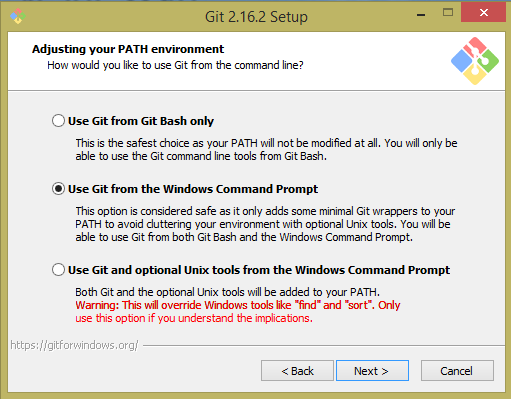 Git 2.16.2 Setup
Adjusting your PATH environment
How would you like to use Git from the command line?
Use Git from Git Bash only
This is the safest choice as your PATH will not be modified at all. You will only be
able to use the Git command line tools from Git Bash.
Use Git from the Windows Command Prompt
This option is considered safe as it only adds some minimal Git wrappers to your
PATH to avoid cluttering your environment with optional Unix tools. You will be
able to use Git from both Git Bash and the Windows Command Prompt.
Use Git and optional Unix tools from the Windows Command Prompt
Both Git and the optional Unix tools will be added to your PATH.
Warning: This will override Windows tools like "find" and "sort". Only
use this option if you understand the implications.
https://gitforwindows.org/
< Back
Next >
Cancel